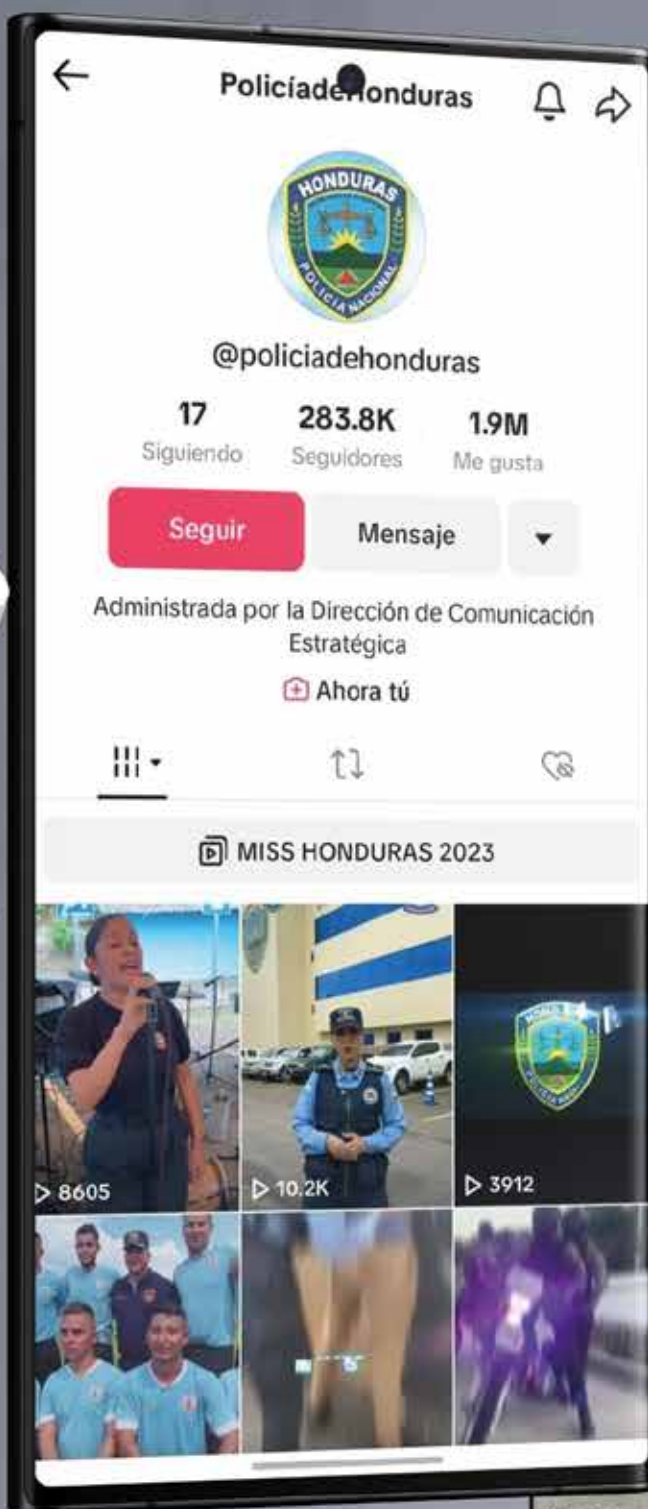 PolicíadeHonduras
HONDURAS
POLICIA NACIONAL
@policiadehonduras
17
283.8K
1.9M
Siguiendo
Seguidores
Me gusta
Seguir
Mensaje
Administrada por la Dirección de Comunicación
Estratégica
Ahora tú
MISS HONDURAS 2023
8605
10.2K
3912